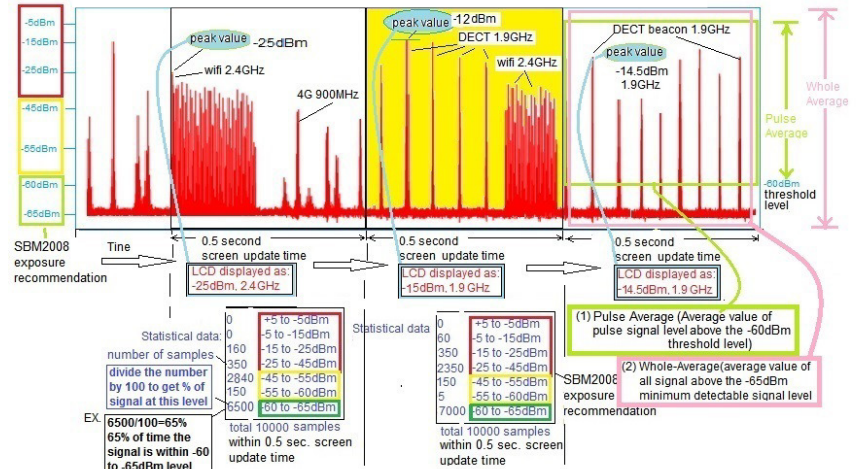 -5dBm
-15dBm
-25dBm
-45dBm
-55dBm
-60dBm
-65dBm
SBM2008
exposure
recommendation
peak value
-25dBm
wifi 2.4GHz
4G 900MHz
peak value
-12dBm
DECT 1.9GHz
wifi 2.4GHz
DECT beacon 1.9GHz
peak value
-14.5dBm
1.9GHz
Whole
Average
Pulse
Average
-60dBm
threshold
level
Tine
0.5 second
screen update time
0.5 second
screen update time
0.5 second
screen update time
LCD displayed as:
-25dBm, 2.4GHz
LCD displayed as:
-15dBm, 1.9 GHz
LCD displayed as:
-14.5dBm, 1.9 GHz
Statistical data:
number of samples
divide the
number
by 100 to get % of
signal at this level
EX.
6500/100=65%
65% of time the
signal is within -60
to -65dBm level
0 +5 to -5dBm
0 -5 to -15dBm
160 -15 to -25dBm
350 -25 to -45dBm
2840 -45 to -55dBm
150 -55 to -60dBm
6500 -60 to -65dBm
total 10000 samples
within 0.5 sec. screen
update time
Statistical data
0 +5 to -5dBm
60 -5 to -15dBm
350 -15 to -25dBm
2350 -25 to -45dBm
150 -45 to -55dBm
5 -55 to -60dBm
7000 -60 to -65dBm
total 10000 samples
within 0.5 sec. screen
update time
SBM2008
exposure
recommendation
(1) Pulse Average (Average value of
pulse signal level above the -60dBm
threshold level)
(2) Whole-Average(average value of
all signal above the -65dBm
minimum detectable signal level